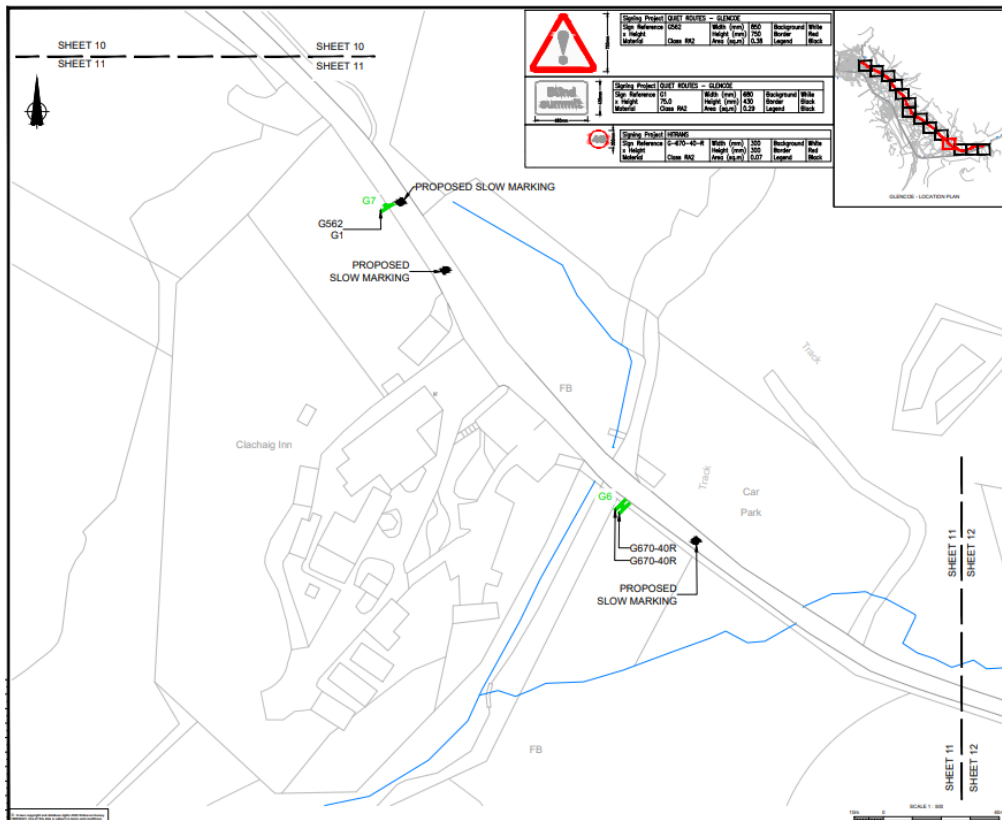 SHEET 10
SHEET 11
SHEET 10
SHEET 11
Signing Project QUIET ROUTES - GLENCOE
Sign Reference G562 Width (mm) 850 Background White
x Height Height (mm) 750 Border Red
Material Class RA2 Area (sq.m) 0.38 Legend Black
Blind
summit
Signing Project QUIET ROUTES - GLENCOE
Sign Reference G1 Width (mm) 680 Background White
x Height 75.0 Height (mm) 430 Border Black
Material Class RA2 Area (sq.m) 0.29 Legend Black
40
Signing Project HITRANS
Sign Reference G-670-40-R Width (mm) 300 Background White
x Height Height (mm) 300 Border Red
Material Class RA2 Area (sq.m) 0.07 Legend Black
GLENCOE - LOCATION PLAN
PROPOSED SLOW MARKING
G7
G562
G1
PROPOSED
SLOW MARKING
Track
FB
Clachaig Inn
Track
Car
Park
G6
G670-40R
G670-40R
PROPOSED
SLOW MARKING
SHEET 11
SHEET 12
FB
SHEET 11
SHEET 12
SCALE 1 : 500
10m 0